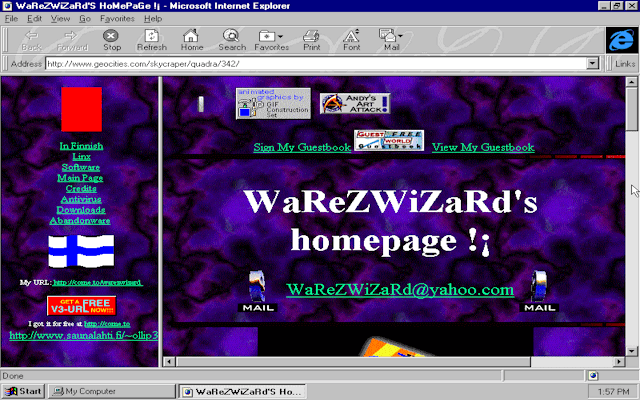 WaReZWiZaRd'S HoMePaGe !¡ - Microsoft Internet Explorer
File Edit View Go Favorites Help
Back Forward Stop Refresh Home Search Favorites Print Font Mail
Address http://www.geocities.com/skycraper/quadra/342/ Links
animated graphics by GIF Construction Set
ANDY'S ART ATTACK!
In Finnish
Linx
Software
Main Page
Credits
Antivirus
Downloads
Abandonware
My URL: http://come.to/warezwizard
GET A FREE
V3-URL NOW!!!
I got it for free at http://come.to
http://www.saunalahti.fi/~ollip3
Sign My Guestbook
GUEST FREE
WORLD
Guestbook
View My Guestbook
WaReZWiZaRd's
homepage !¡
MAIL WaReZWiZaRd@yahoo.com MAIL
Done
Start My Computer WaReZWiZaRd'S Ho... 1:57 PM